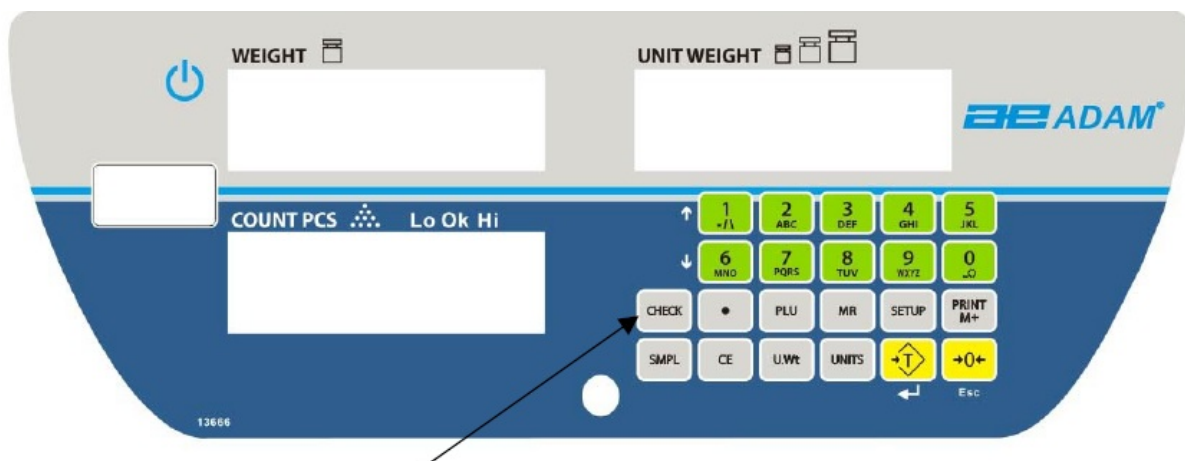 WEIGHT
UNIT WEIGHT
ae ADAM®
COUNT PCS Lo Ok Hi
1 2 3 4 5
-/\ ABC DEF GHI JKL
6 7 8 9 0
MNO PQRS TUV WXYZ
CHECK • PLU MR SETUP PRINT M+
SMPL CE U.Wt UNITS →T →0←
Esc
13666